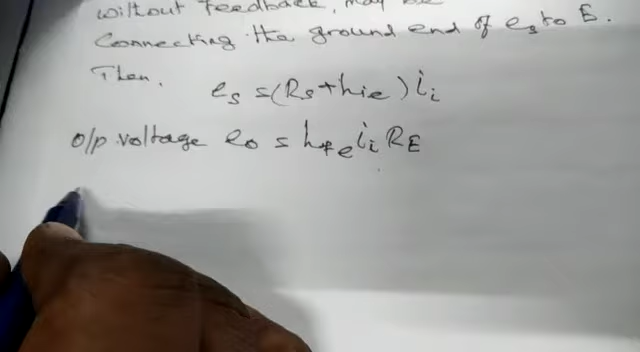 without feedback, may be
Connecting the ground end of es to E.
Then,
es = (Rs + hie) ii
o/p voltage eo = hfe ii RE